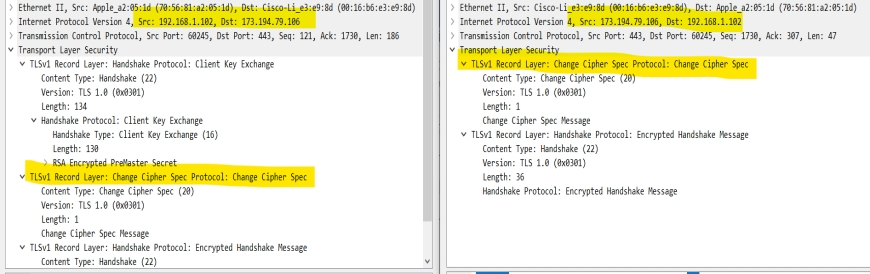 Ethernet II, Src: Apple_a2:05:1d (70:56:81:a2:05:1d), Dst: Cisco-Li_e3:e9:8d (00:16:b6:e3:e9:8d)
Internet Protocol Version 4, Src: 192.168.1.102, Dst: 173.194.79.106
Transmission Control Protocol, Src Port: 60245, Dst Port: 443, Seq: 121, Ack: 1730, Len: 186
Transport Layer Security
TLSv1 Record Layer: Handshake Protocol: Client Key Exchange
Content Type: Handshake (22)
Version: TLS 1.0 (0x0301)
Length: 134
Handshake Protocol: Client Key Exchange
Handshake Type: Client Key Exchange (16)
Length: 130
RSA Encrypted PreMaster Secret
TLSv1 Record Layer: Change Cipher Spec Protocol: Change Cipher Spec
Content Type: Change Cipher Spec (20)
Version: TLS 1.0 (0x0301)
Length: 1
Change Cipher Spec Message
TLSv1 Record Layer: Handshake Protocol: Encrypted Handshake Message
Content Type: Handshake (22)
Ethernet II, Src: Cisco-Li_e3:e9:8d (00:16:b6:e3:e9:8d), Dst: Apple_a2:05:1d (70:56:81:a2:05:1d)
Internet Protocol Version 4, Src: 173.194.79.106, Dst: 192.168.1.102
Transmission Control Protocol, Src Port: 443, Dst Port: 60245, Seq: 1730, Ack: 307, Len: 47
Transport Layer Security
TLSv1 Record Layer: Change Cipher Spec Protocol: Change Cipher Spec
Content Type: Change Cipher Spec (20)
Version: TLS 1.0 (0x0301)
Length: 1
Change Cipher Spec Message
TLSv1 Record Layer: Handshake Protocol: Encrypted Handshake Message
Content Type: Handshake (22)
Version: TLS 1.0 (0x0301)
Length: 36
Handshake Protocol: Encrypted Handshake Message